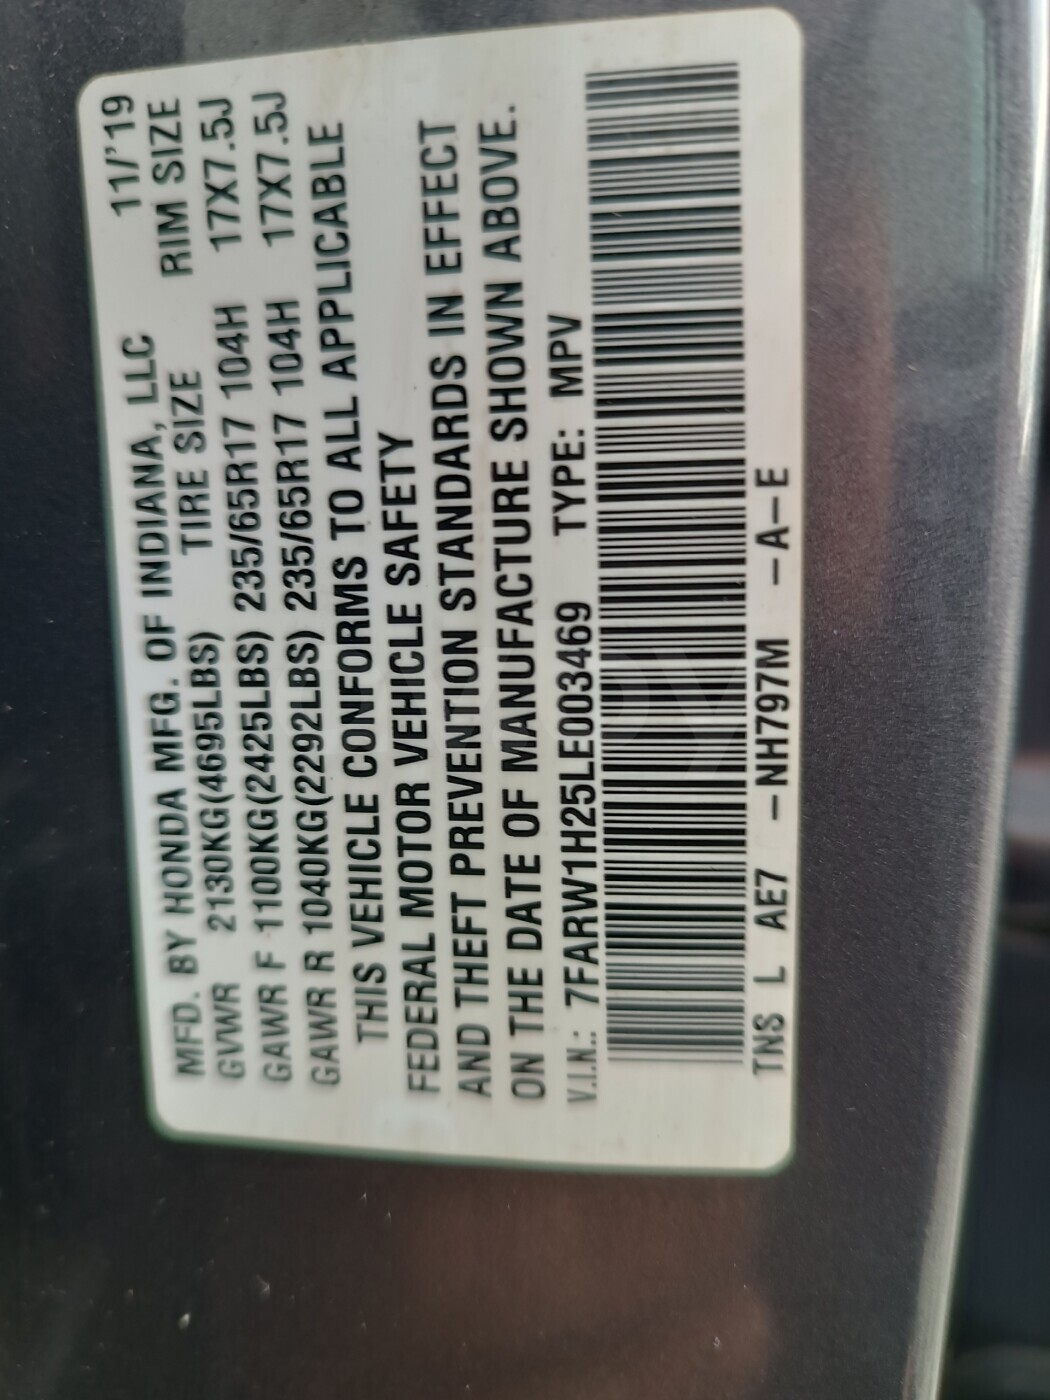 MFD. BY HONDA MFG. OF INDIANA, LLC 11/'19
GVWR 2130KG(4695LBS) TIRE SIZE RIM SIZE
GAWR F 1100KG(2425LBS) 235/65R17 104H 17X7.5J
GAWR R 1040KG(2292LBS) 235/65R17 104H 17X7.5J
THIS VEHICLE CONFORMS TO ALL APPLICABLE
FEDERAL MOTOR VEHICLE SAFETY
AND THEFT PREVENTION STANDARDS IN EFFECT
ON THE DATE OF MANUFACTURE SHOWN ABOVE.
V.I.N.: 7FARW1H25LE003469 TYPE: MPV
TNS L AE7 -NH797M -A-E